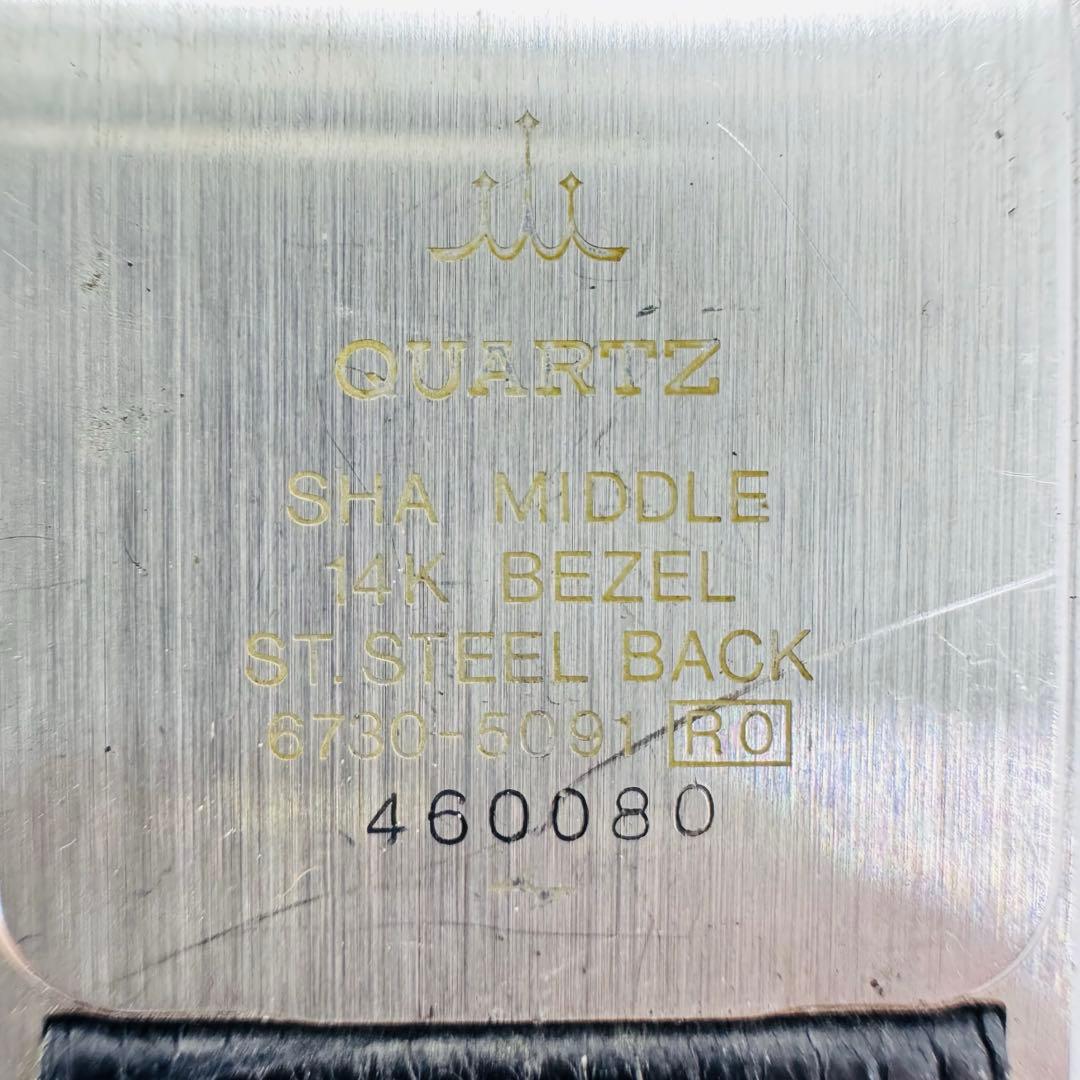 QUARTZ
SHA MIDDLE
14K BEZEL
ST. STEEL BACK
6730-5091 R0
460080